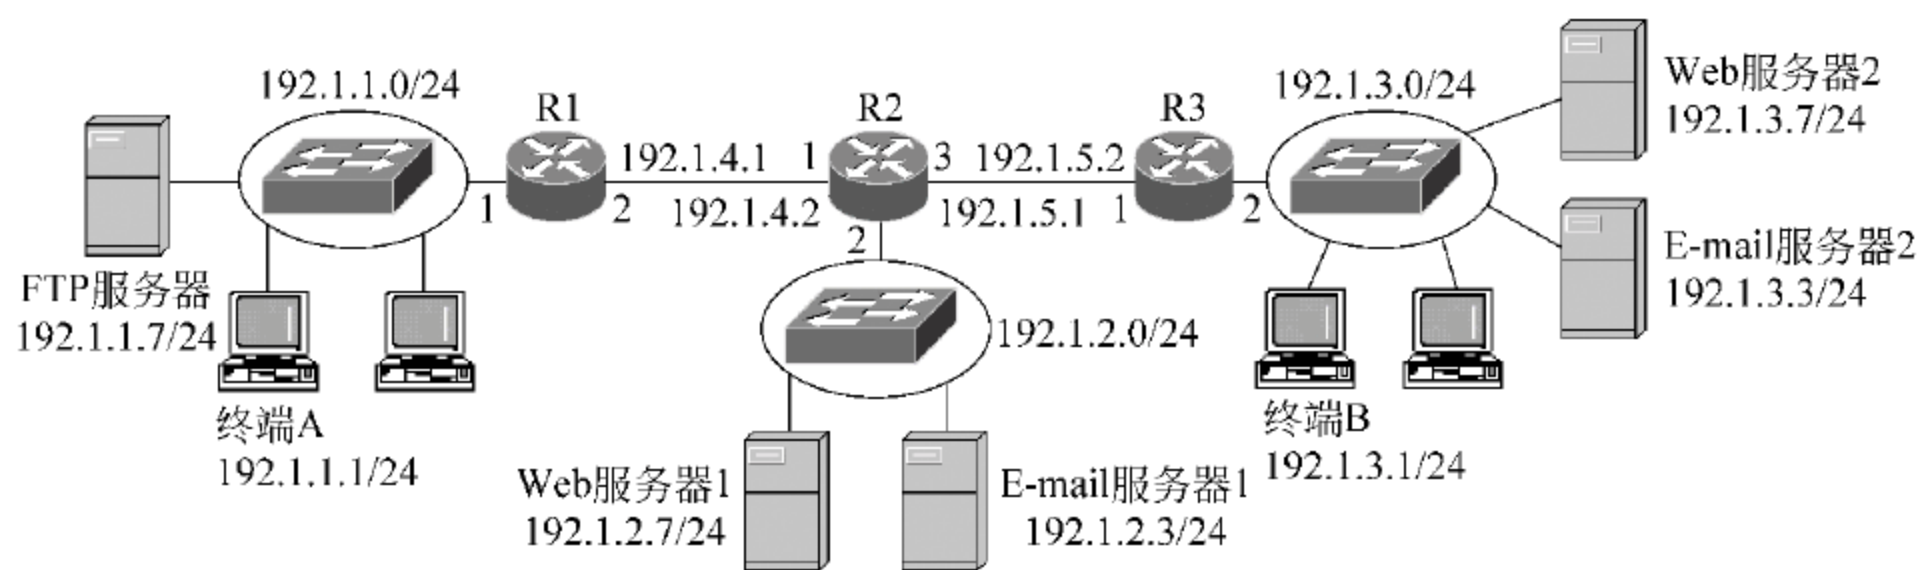 192.1.1.0/24
R1
R2
R3
192.1.3.0/24
Web服务器2
192.1.3.7/24
1
2
192.1.4.1
1
192.1.4.2
3
192.1.5.2
192.1.5.1
1
2
2
FTP服务器
192.1.1.7/24
E-mail服务器2
192.1.3.3/24
192.1.2.0/24
终端A
192.1.1.1/24
终端B
192.1.3.1/24
Web服务器1
192.1.2.7/24
E-mail服务器1
192.1.2.3/24